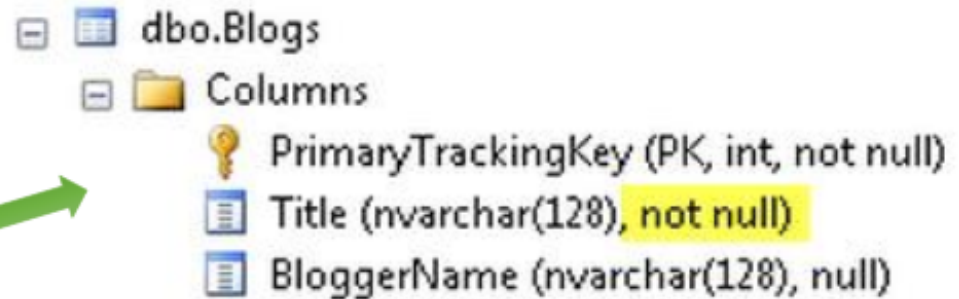 dbo.Blogs
Columns
PrimaryTrackingKey (PK, int, not null)
Title (nvarchar(128), not null)
BloggerName (nvarchar(128), null)